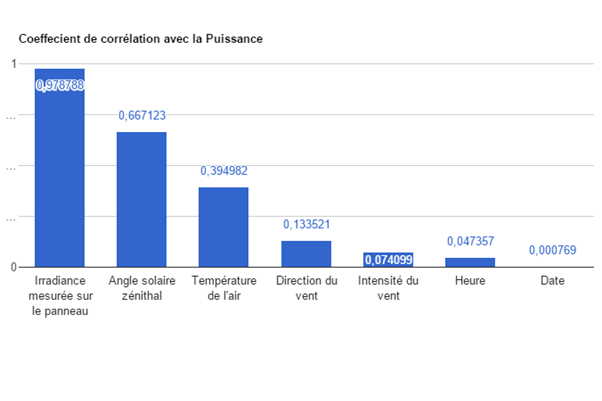 Coeffecient de corrélation avec la Puissance
1
...
...
...
0
0,978788
0,667123
0,394982
0,133521
0,074099
0,047357
0,000769
Irradiance
mesurée sur
le panneau
Angle solaire
zénithal
Température
de l'air
Direction du
vent
Intensité du
vent
Heure
Date